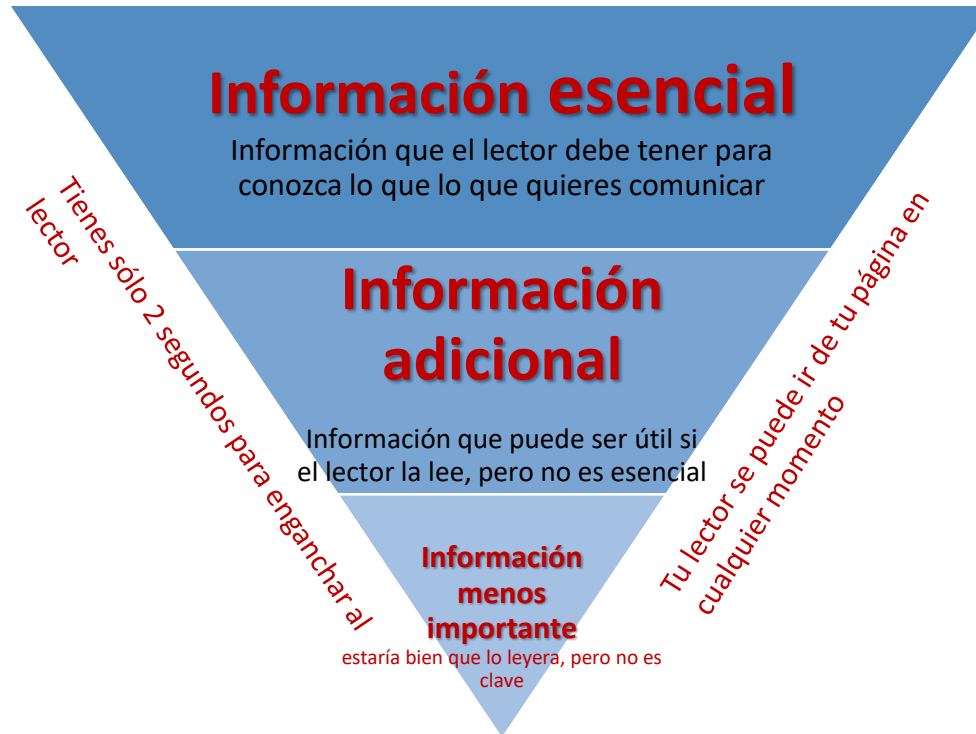 Información esencial
Información que el lector debe tener para
conozca lo que lo que quieres comunicar
Tienes sólo 2 segundos para enganchar al
lector
Tu lector se puede ir de tu página en
cualquier momento
Información
adicional
Información que puede ser útil si
el lector la lee, pero no es esencial
Información
menos
importante
estaría bien que lo leyera, pero no es
clave